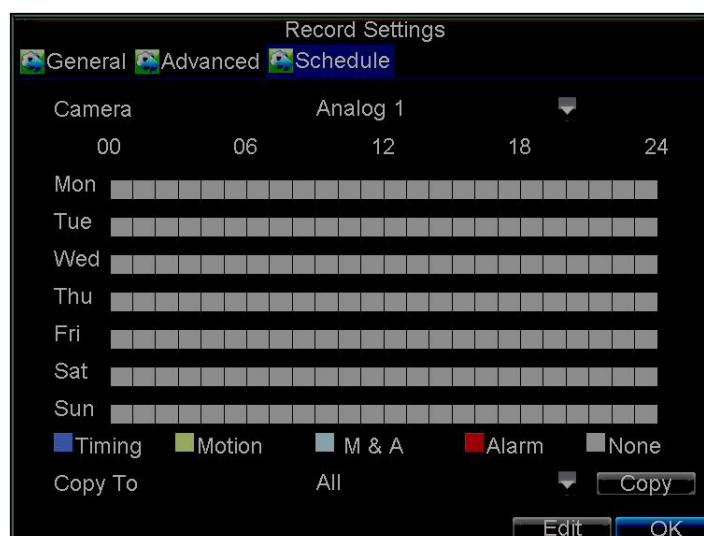 Record Settings
General Advanced Schedule
Camera Analog 1
00 06 12 18 24
Mon
Tue
Wed
Thu
Fri
Sat
Sun
Timing Motion M & A Alarm None
Copy To All Copy
Edit OK